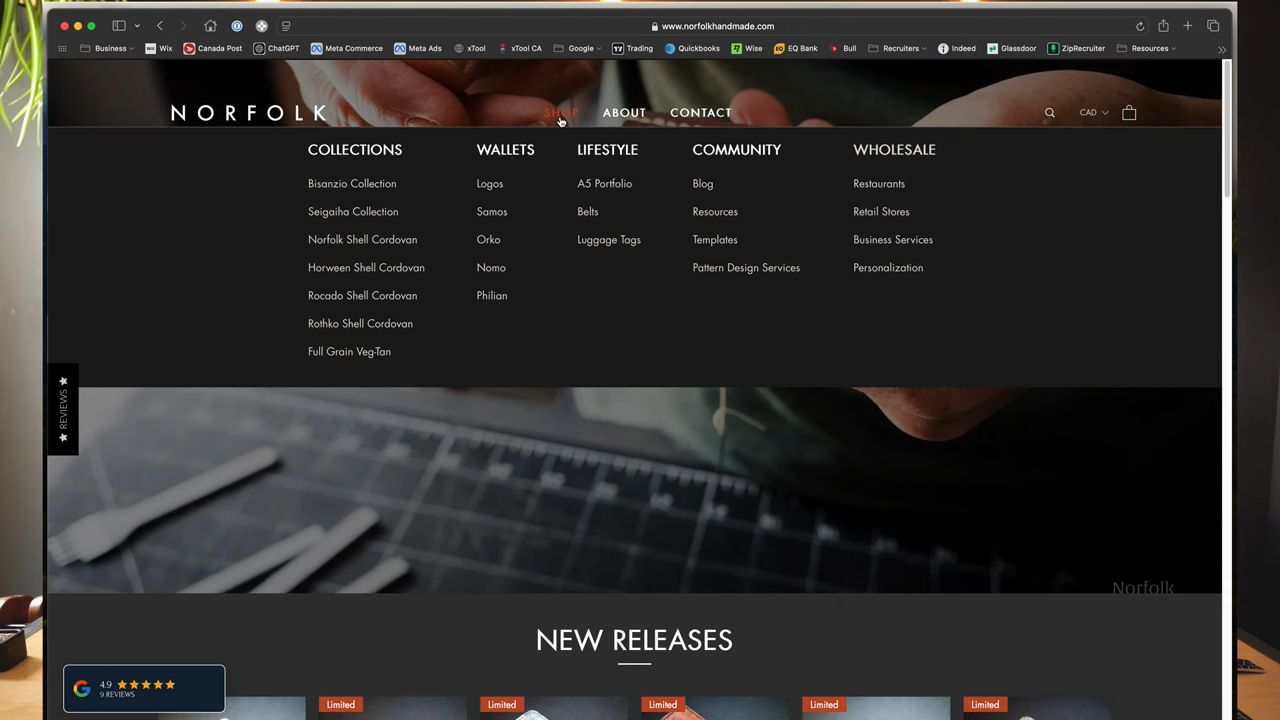 www.norfolkhandmade.com
Business
Wix
Canada Post
ChatGPT
Meta Commerce
Meta Ads
xTool
xTool CA
Google
Trading
Quickbooks
Wise
EQ Bank
Bull
Recruiters
Indeed
Glassdoor
ZipRecruiter
Resources
NORFOLK
SHOP
ABOUT
CONTACT
CAD
COLLECTIONS
Bisanzio Collection
Seigaiha Collection
Norfolk Shell Cordovan
Horween Shell Cordovan
Rocado Shell Cordovan
Rothko Shell Cordovan
Full Grain Veg-Tan
WALLETS
Logos
Samos
Orko
Nomo
Philian
LIFESTYLE
A5 Portfolio
Belts
Luggage Tags
COMMUNITY
Blog
Resources
Templates
Pattern Design Services
WHOLESALE
Restaurants
Retail Stores
Business Services
Personalization
REVIEWS
Norfolk
NEW RELEASES
4.9
9 REVIEWS
Limited
Limited
Limited
Limited
Limited